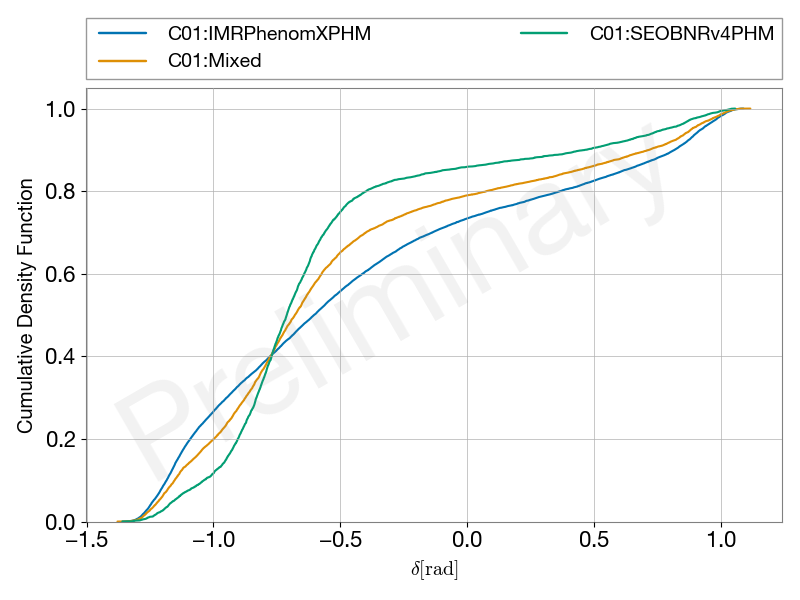 C01:IMRPhenomXPHM
C01:Mixed
C01:SEOBNRv4PHM
Preliminary
Cumulative Density Function
1.0
0.8
0.6
0.4
0.2
0.0
−1.5 −1.0 −0.5 0.0 0.5 1.0
δ[rad]